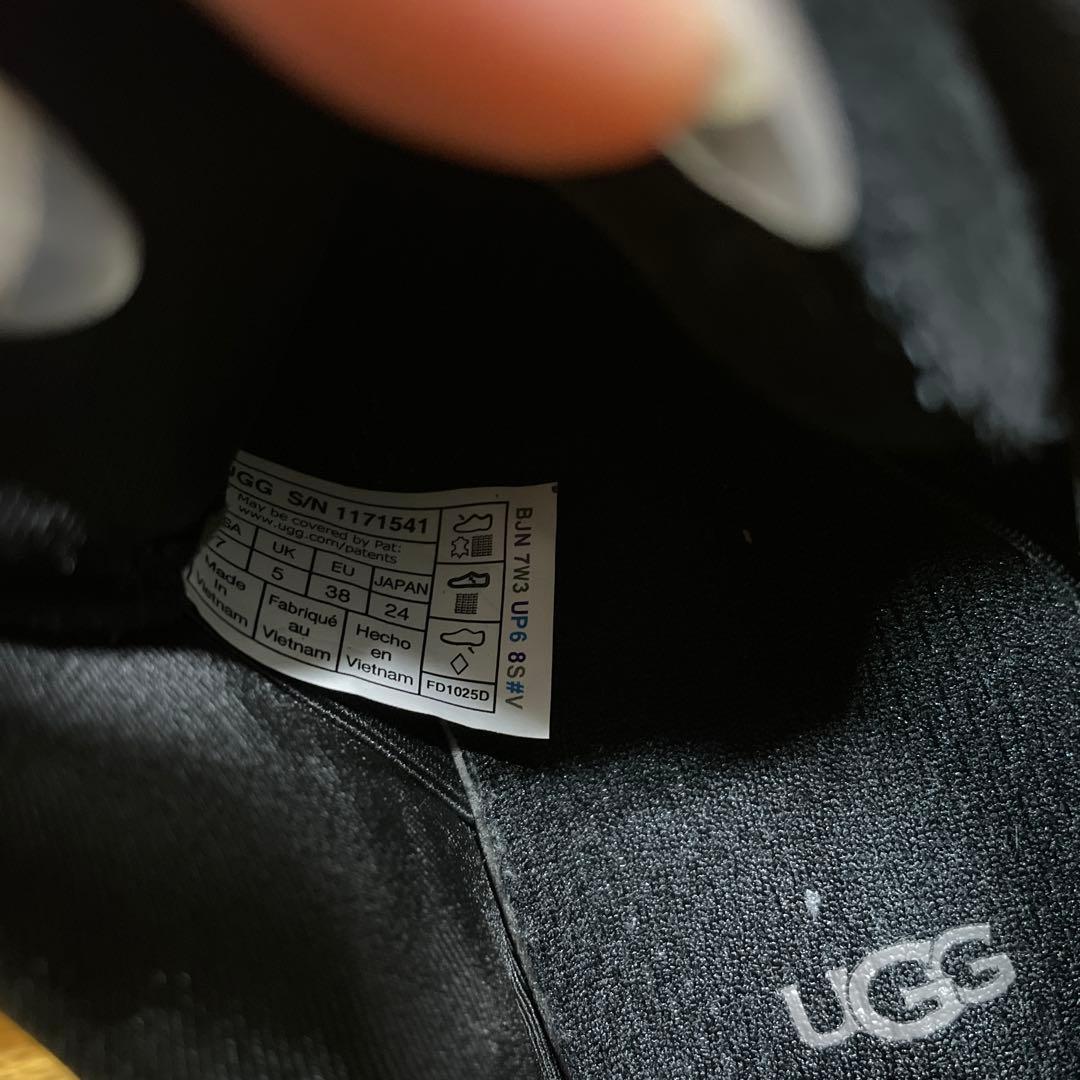 UGG S/N 1171541
May be covered by Pat:
www.ugg.com/patents
USA UK EU JAPAN
7 5 38 24
Made in Vietnam
Fabriqué au Vietnam
Hecho en Vietnam
FD1025D
BJN 7W3 UP6 8S#V
UGG